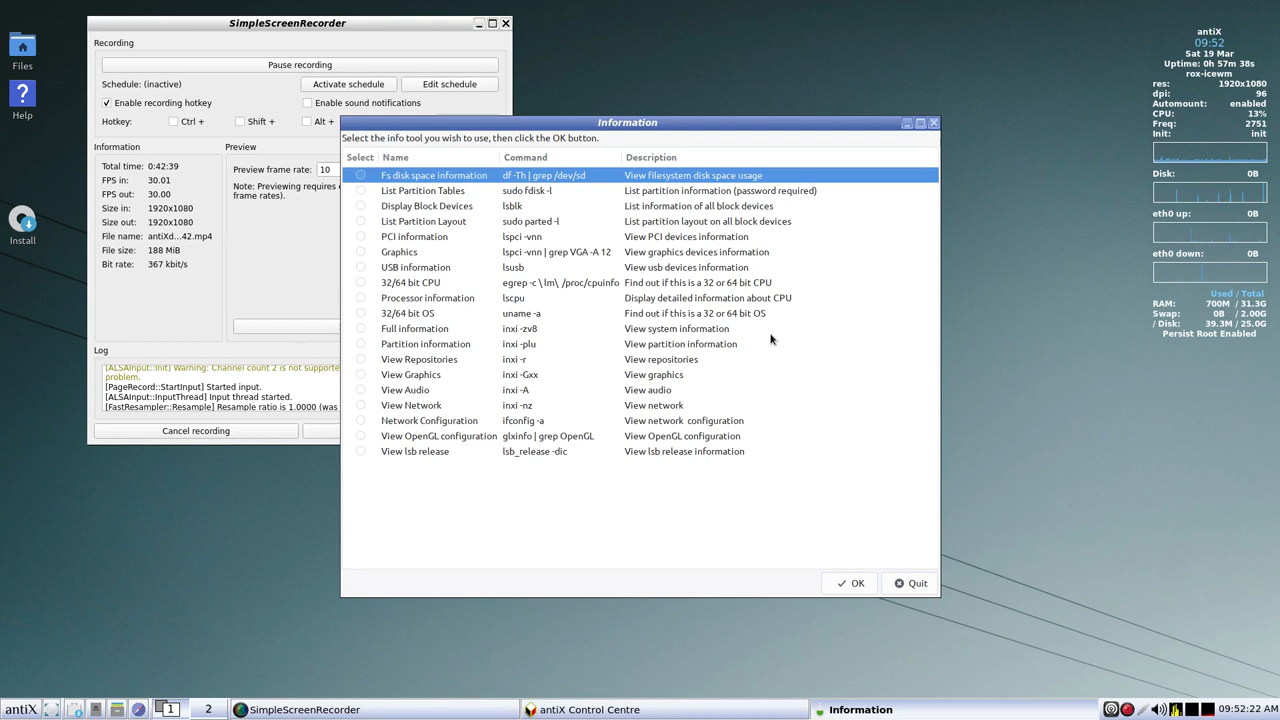 SimpleScreenRecorder
Files
Help
Install
Recording
Pause recording
Schedule: (inactive)
Activate schedule
Edit schedule
Enable recording hotkey
Enable sound notifications
Hotkey:
Ctrl +
Shift +
Alt +
Information
Total time: 0:42:39
FPS in: 30.01
FPS out: 30.00
Size in: 1920x1080
Size out: 1920x1080
File name: antiXd...42.mp4
File size: 188 MiB
Bit rate: 367 kbit/s
Preview
Preview frame rate: 10
Note: Previewing requires
frame rates).
Log
[ALSAInput::Init] Warning: Channel count 2 is not supporte
problem.
[PageRecord::StartInput] Started input.
[ALSAInput::InputThread] Input thread started.
[FastResampler::Resample] Resample ratio is 1.0000 (was
Cancel recording
Information
Select the info tool you wish to use, then click the OK button.
Select Name Command Description
Fs disk space information df -Th | grep /dev/sd View filesystem disk space usage
List Partition Tables sudo fdisk -l List partition information (password required)
Display Block Devices lsblk List information of all block devices
List Partition Layout sudo parted -l List partition layout on all block devices
PCI information lspci -vnn View PCI devices information
Graphics lspci -vnn | grep VGA -A 12 View graphics devices information
USB information lsusb View usb devices information
32/64 bit CPU egrep -c \ lm\ /proc/cpuinfo Find out if this is a 32 or 64 bit CPU
Processor information lscpu Display detailed information about CPU
32/64 bit OS uname -a Find out if this is a 32 or 64 bit OS
Full information inxi -zv8 View system information
Partition information inxi -plu View partition information
View Repositories inxi -r View repositories
View Graphics inxi -Gxx View graphics
View Audio inxi -A View audio
View Network inxi -nz View network
Network Configuration ifconfig -a View network  configuration
View OpenGL configuration glxinfo | grep OpenGL View OpenGL configuration
View lsb release lsb_release -dic View lsb release information
OK
Quit
antiX
09:52
Sat 19 Mar
Uptime: 0h 57m 38s
rox-icewm
res: 1920x1080
dpi: 96
Automount: enabled
CPU: 13%
Freq: 2751
Init: init
Disk: 0B
eth0 up: 0B
eth0 down: 0B
Used / Total
RAM: 700M / 31.3G
Swap: 0B / 2.00G
/ Disk: 39.3M / 25.0G
Persist Root Enabled
antiX
1
2
SimpleScreenRecorder
antiX Control Centre
Information
09:52:22 AM